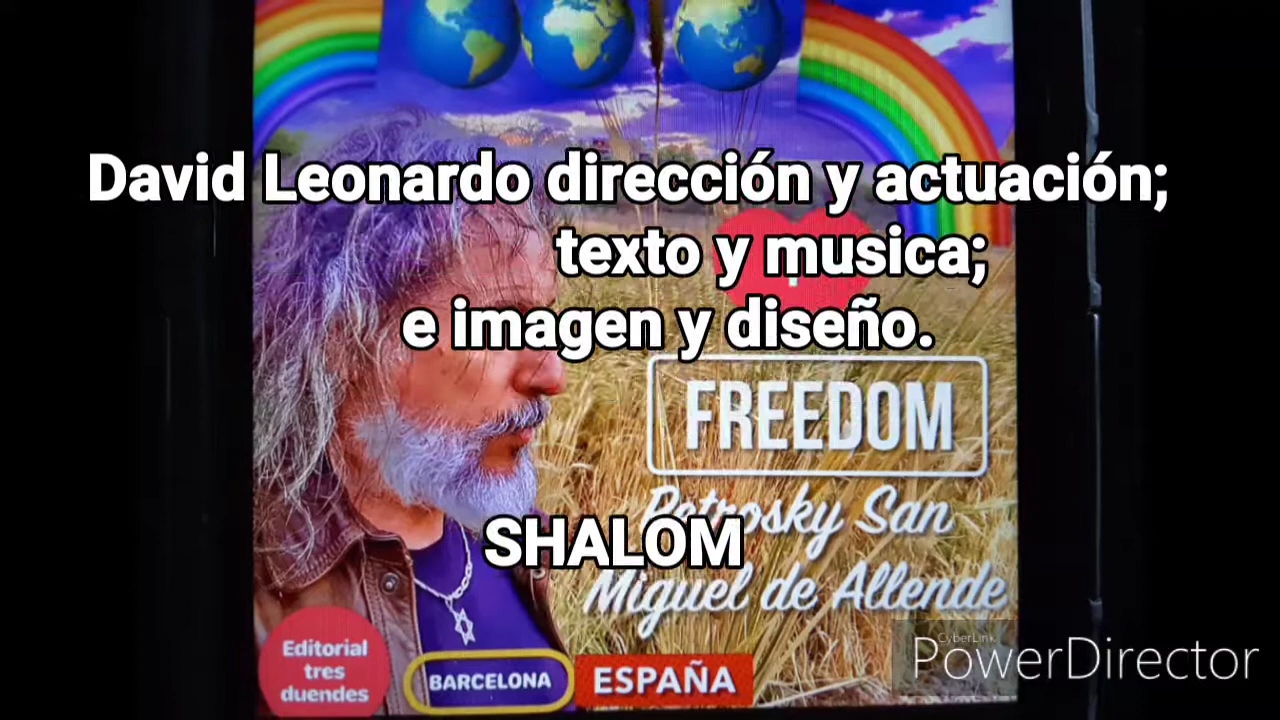 David Leonardo dirección y actuación;
texto y musica;
e imagen y diseño.
FREEDOM
Petrosky San
SHALOM
Miguel de Allende
Editorial
tres
duendes
BARCELONA
ESPAÑA
CyberLink
PowerDirector